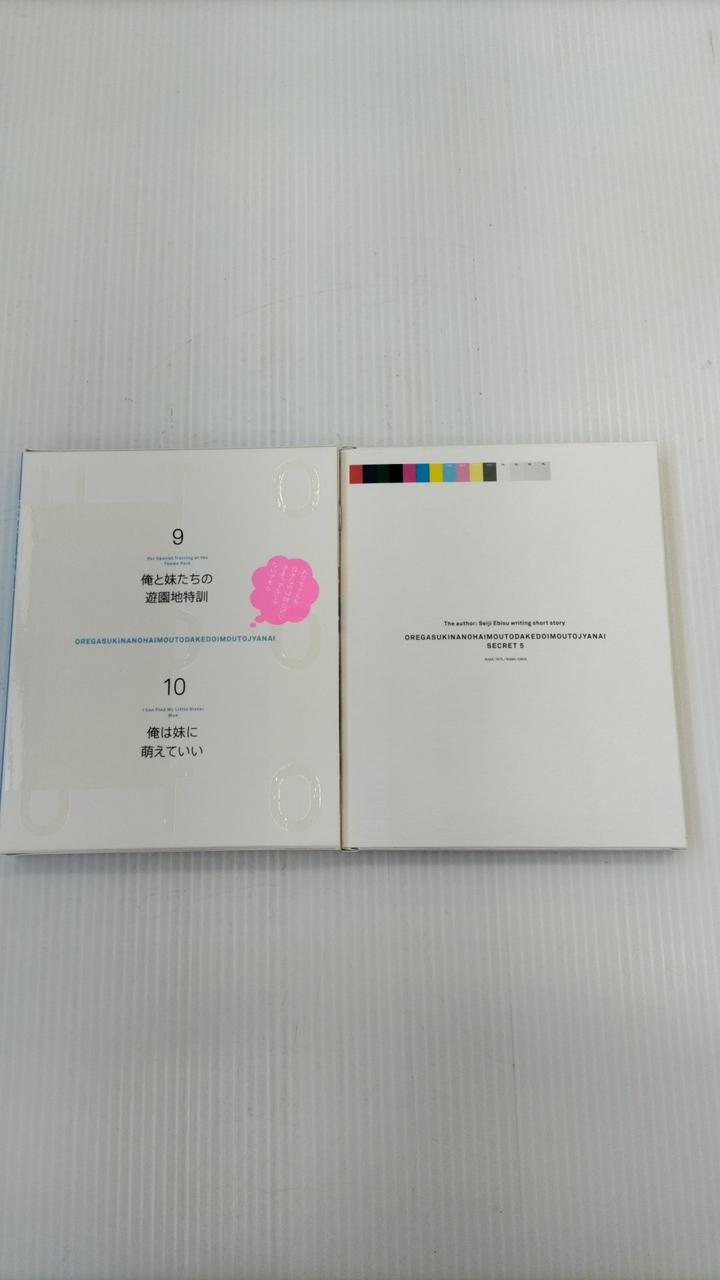 9
Our Special Training at the
Theme Park
俺と妹たちの
遊園地特訓
OREGASUKINANOHAIMOUTODAKEDOIMOUTOJYANAI
10
I Can Find My Little Sister
Moe
俺は妹に
萌えていい
The author: Seiji Ebisu writing short story
OREGASUKINANOHAIMOUTODAKEDOIMOUTOJYANAI
SECRET 5